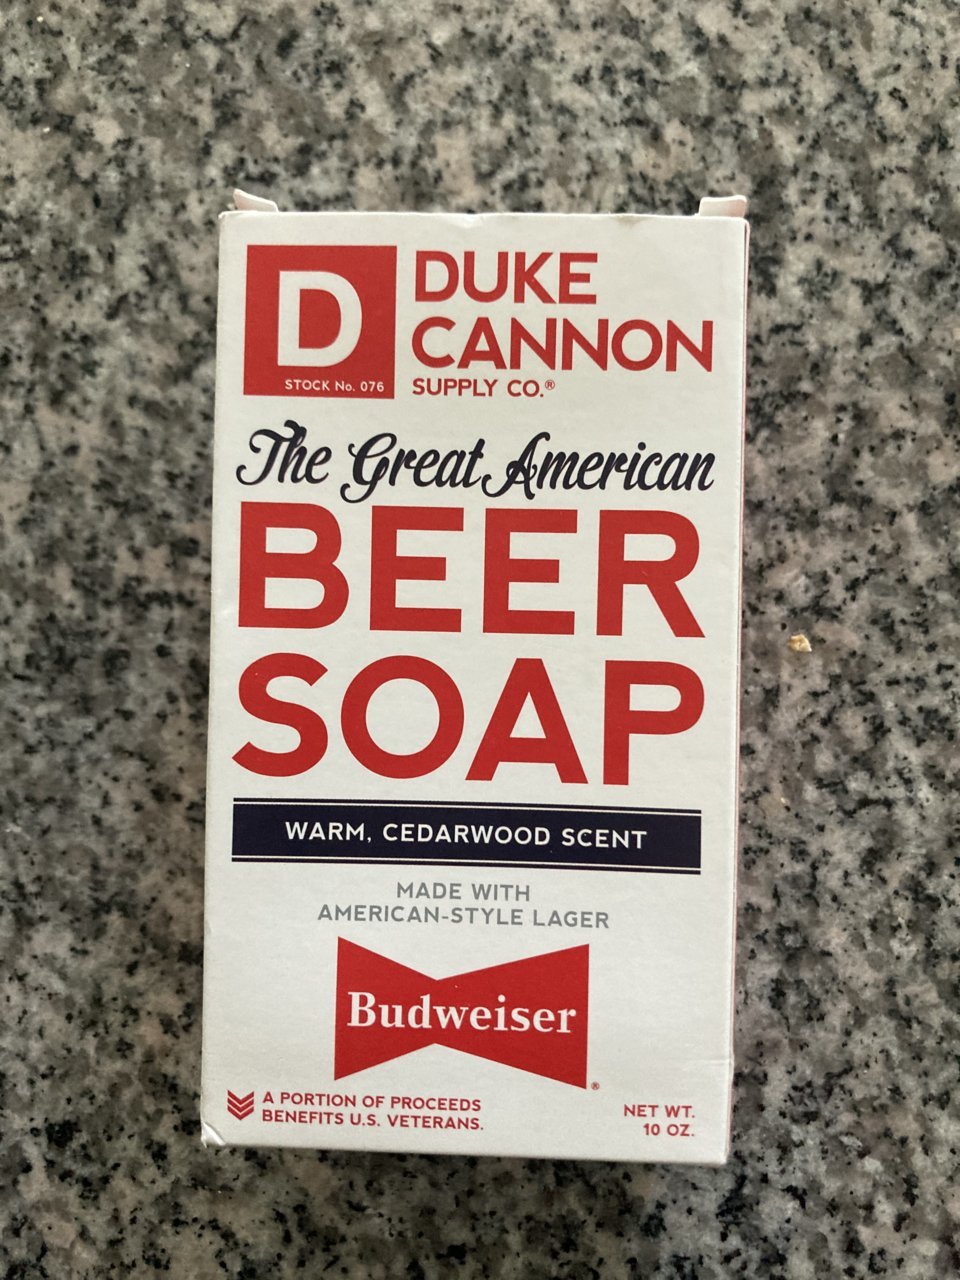 D
STOCK No. 076
DUKE
CANNON
SUPPLY CO.®
The Great American
BEER
SOAP
WARM, CEDARWOOD SCENT
MADE WITH
AMERICAN-STYLE LAGER
Budweiser
®
A PORTION OF PROCEEDS
BENEFITS U.S. VETERANS.
NET WT.
10 OZ.